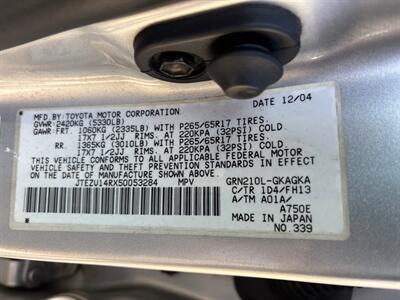 MFD.BY:TOYOTA MOTOR CORPORATION DATE 12/04
GVWR:2420KG (5330LB)
GAWR:FRT. 1060KG (2335LB) WITH P265/65R17 TIRES.
17X7 1/2JJ RIMS. AT 220KPA (32PSI) COLD
RR. 1365KG (3010LB) WITH P265/65R17 TIRES.
17X7 1/2JJ RIMS. AT 220KPA (32PSI) COLD.
THIS VEHICLE CONFORMS TO ALL APPLICABLE FEDERAL MOTOR
VEHICLE SAFETY AND THEFT PREVENTION STANDARDS IN EFFECT
ON THE DATE OF MANUFACTURE SHOWN ABOVE.
JTEZU14RX50053284 MPV GRN210L-GKAGKA
C/TR 1D4/FH13
A/TM A01A/
A750E
MADE IN JAPAN
NO.339